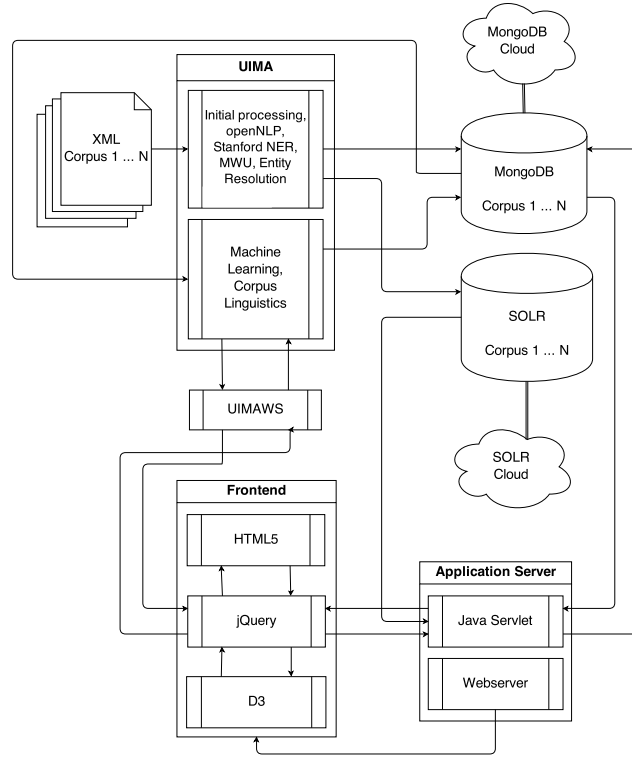 MongoDB
Cloud
UIMA
XML
Corpus 1 ... N
Initial processing,
openNLP,
Stanford NER,
MWU, Entity
Resolution
MongoDB
Corpus 1 ... N
Machine
Learning,
Corpus
Linguistics
SOLR
Corpus 1 ... N
UIMAWS
SOLR
Cloud
Frontend
HTML5
jQuery
D3
Application Server
Java Servlet
Webserver